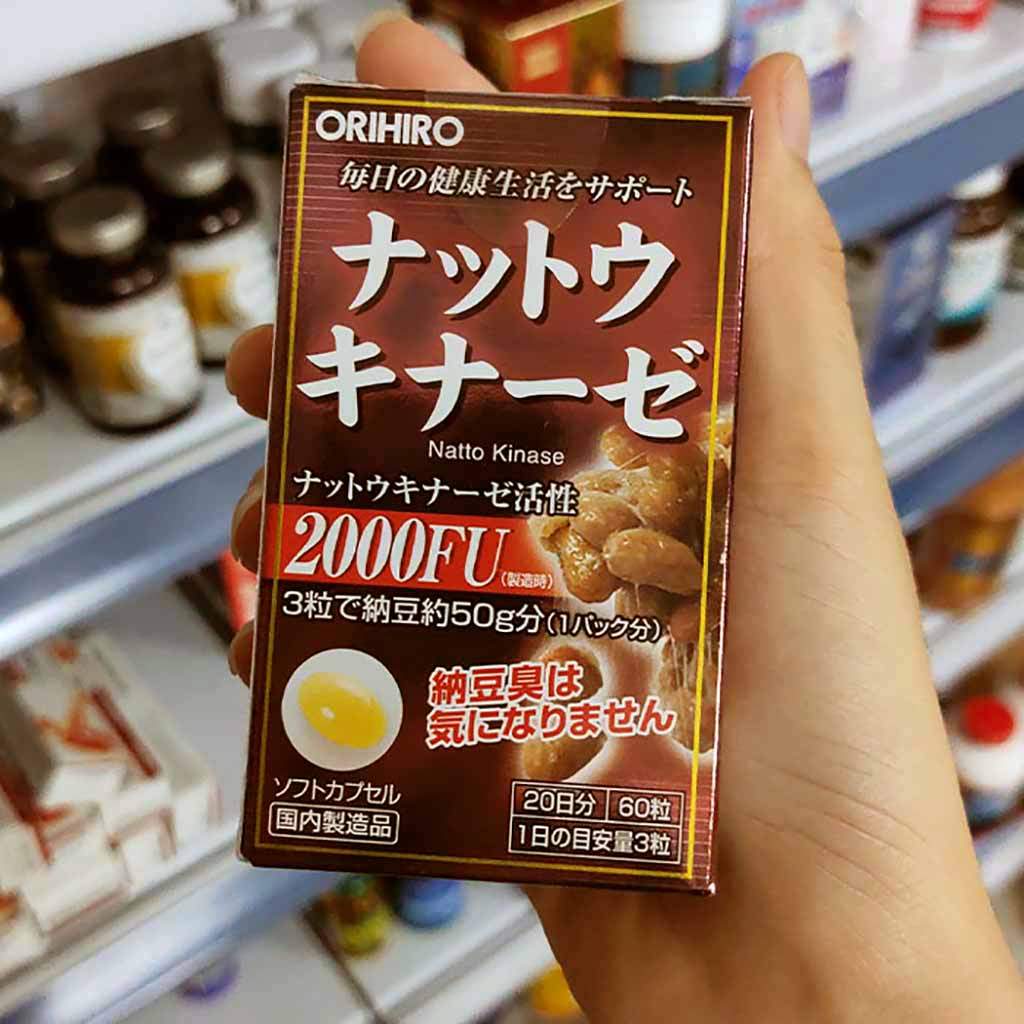 ORIHIRO
毎日の健康生活をサポート
ナットウ
キナーゼ
Natto Kinase
ナットウキナーゼ活性
2000FU(製造時)
3粒で納豆約50g分(1パック分)
納豆臭は
気になりません
ソフトカプセル
国内製造品
20日分 60粒
1日の目安量3粒